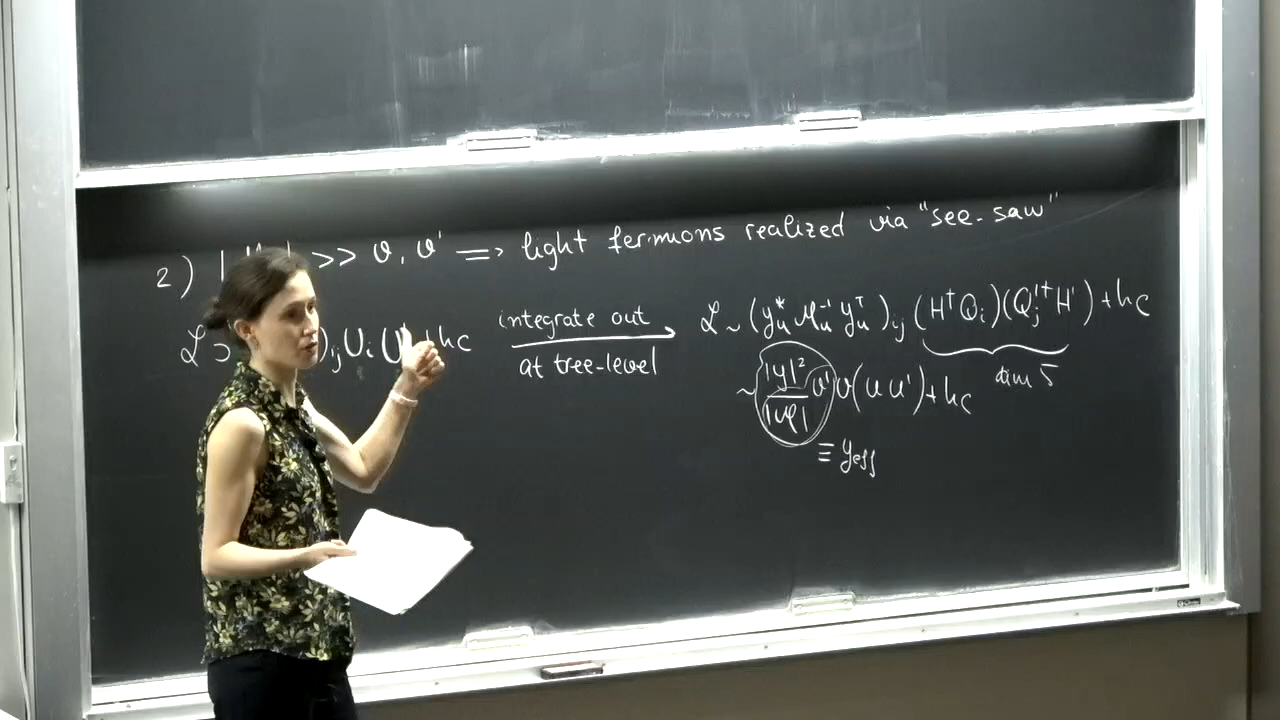 2) | >> v, v' => light fermions realized via "see-saw"
ℒ ⊃ )ij Ui U + hc integrate out at tree-level ℒ ~ (yu* Mu⁻¹ yuᵀ)ij (H†Qi)(Q'j†H') + hc
dim 5
~ |y|²/|M| v' v (u u') + hc
≡ yeff